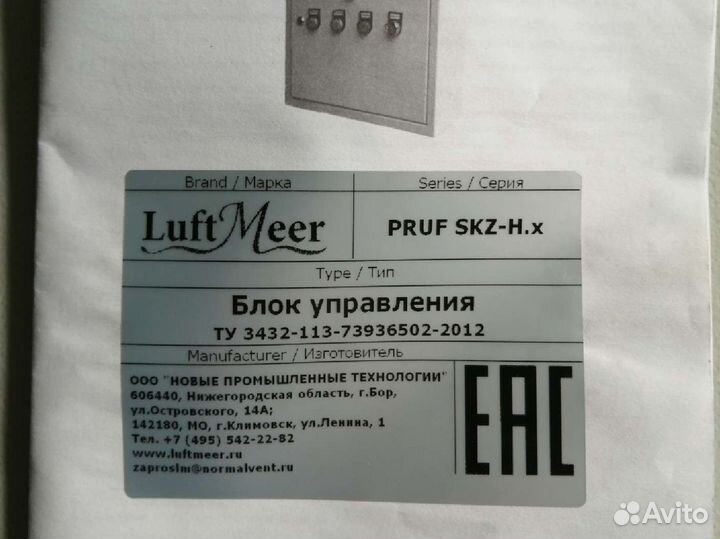 Brand / Марка
Series / Серия
LuftMeer
PRUF SKZ-H.x
Type / Тип
Блок управления
ТУ 3432-113-73936502-2012
Manufacturer / Изготовитель
ООО "НОВЫЕ ПРОМЫШЛЕННЫЕ ТЕХНОЛОГИИ"
606440, Нижегородская область, г.Бор,
ул.Островского, 14А;
142180, МО, г.Климовск, ул.Ленина, 1
Тел. +7 (495) 542-22-82
www.luftmeer.ru
zaproslm@normalvent.ru
EAC
Avito